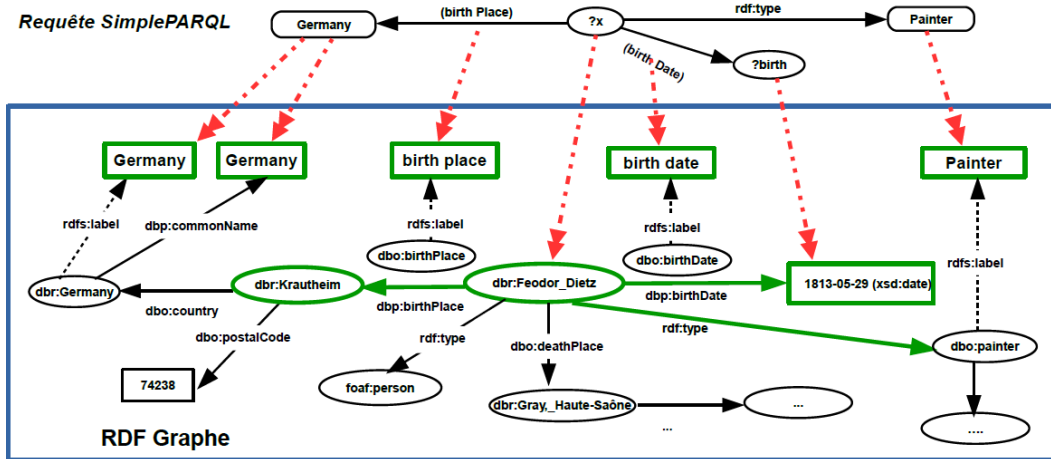 Requête SimplePARQL
Germany
(birth Place)
?x
rdf:type
Painter
(birth Date)
?birth
Germany
Germany
birth place
birth date
Painter
rdfs:label
dbp:commonName
rdfs:label
rdfs:label
rdfs:label
dbo:birthPlace
dbo:birthDate
dbr:Germany
dbr:Krautheim
dbr:Feodor_Dietz
1813-05-29 (xsd:date)
dbo:country
dbp:birthPlace
dbp:birthDate
dbo:postalCode
rdf:type
rdf:type
dbo:deathPlace
dbo:painter
74238
foaf:person
dbr:Gray,_Haute-Saône
...
...
....
RDF Graphe